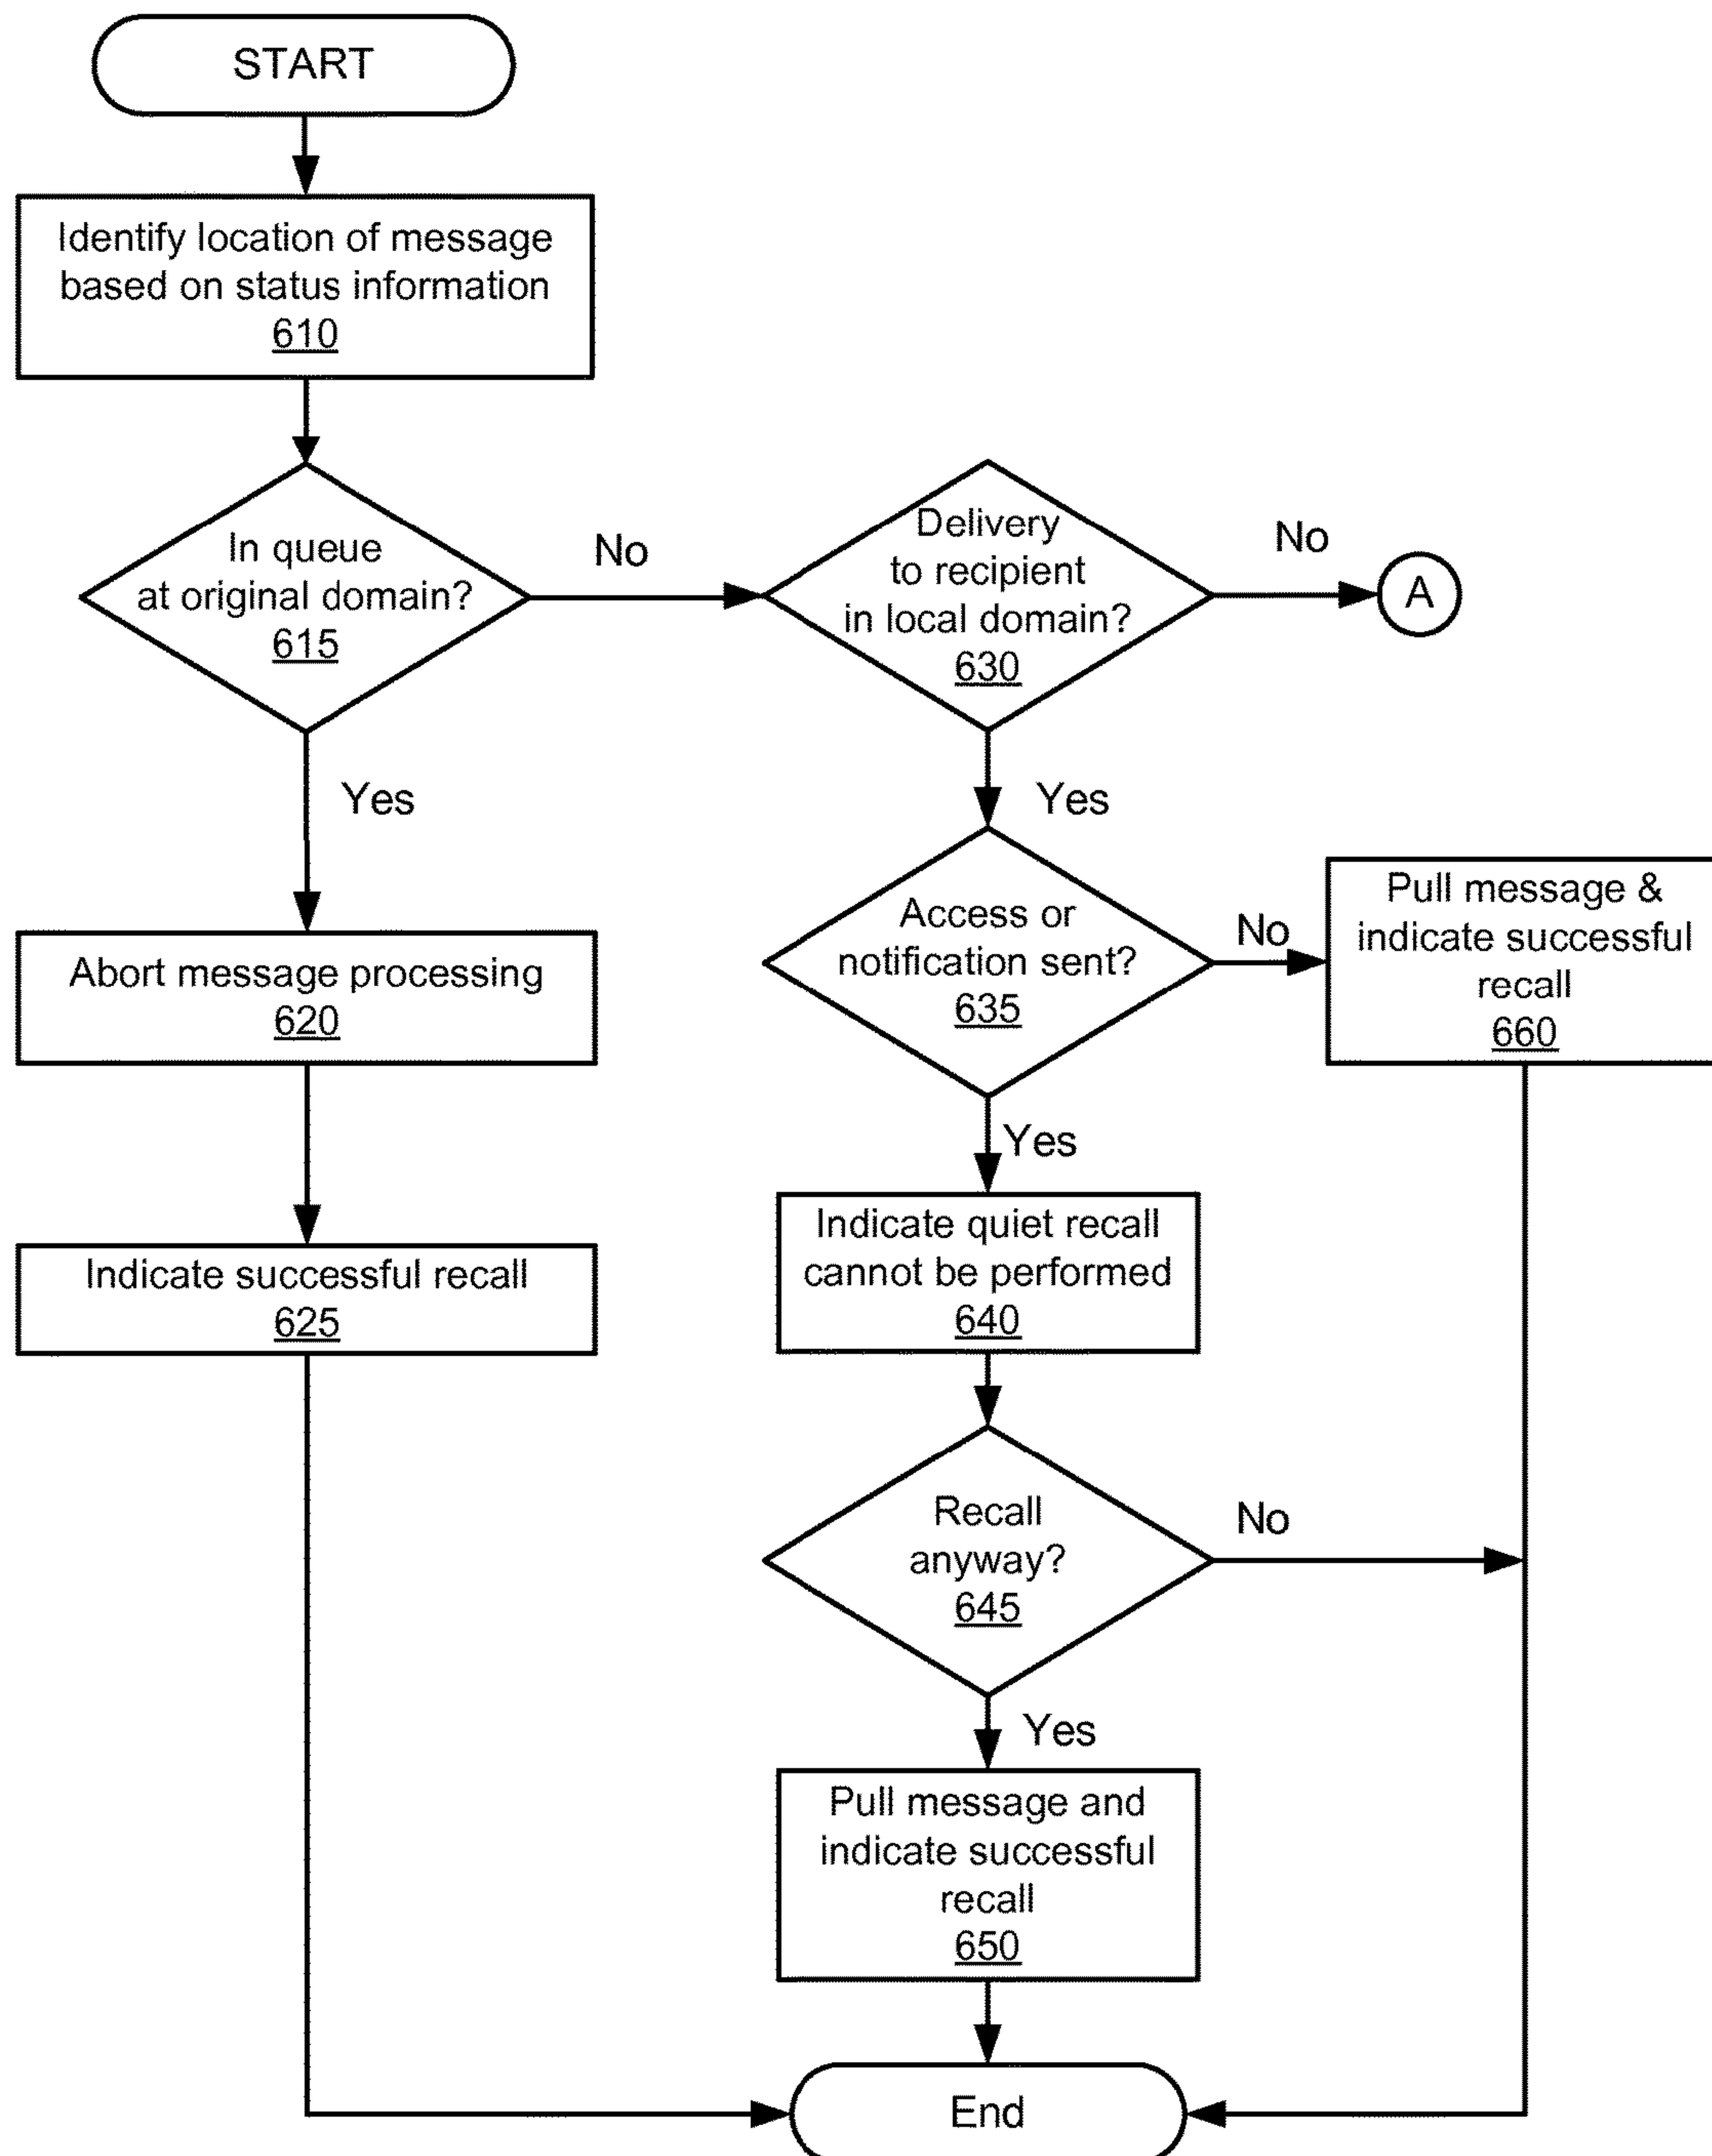 START
Identify location of message
based on status information
610
In queue
at original domain?
615
No
Delivery
to recipient
in local domain?
630
No
A
Yes
Yes
Abort message processing
620
Access or
notification sent?
635
No
Pull message &
indicate successful
recall
660
Yes
Indicate successful recall
625
Indicate quiet recall
cannot be performed
640
Recall
anyway?
645
No
Yes
Pull message and
indicate successful
recall
650
End